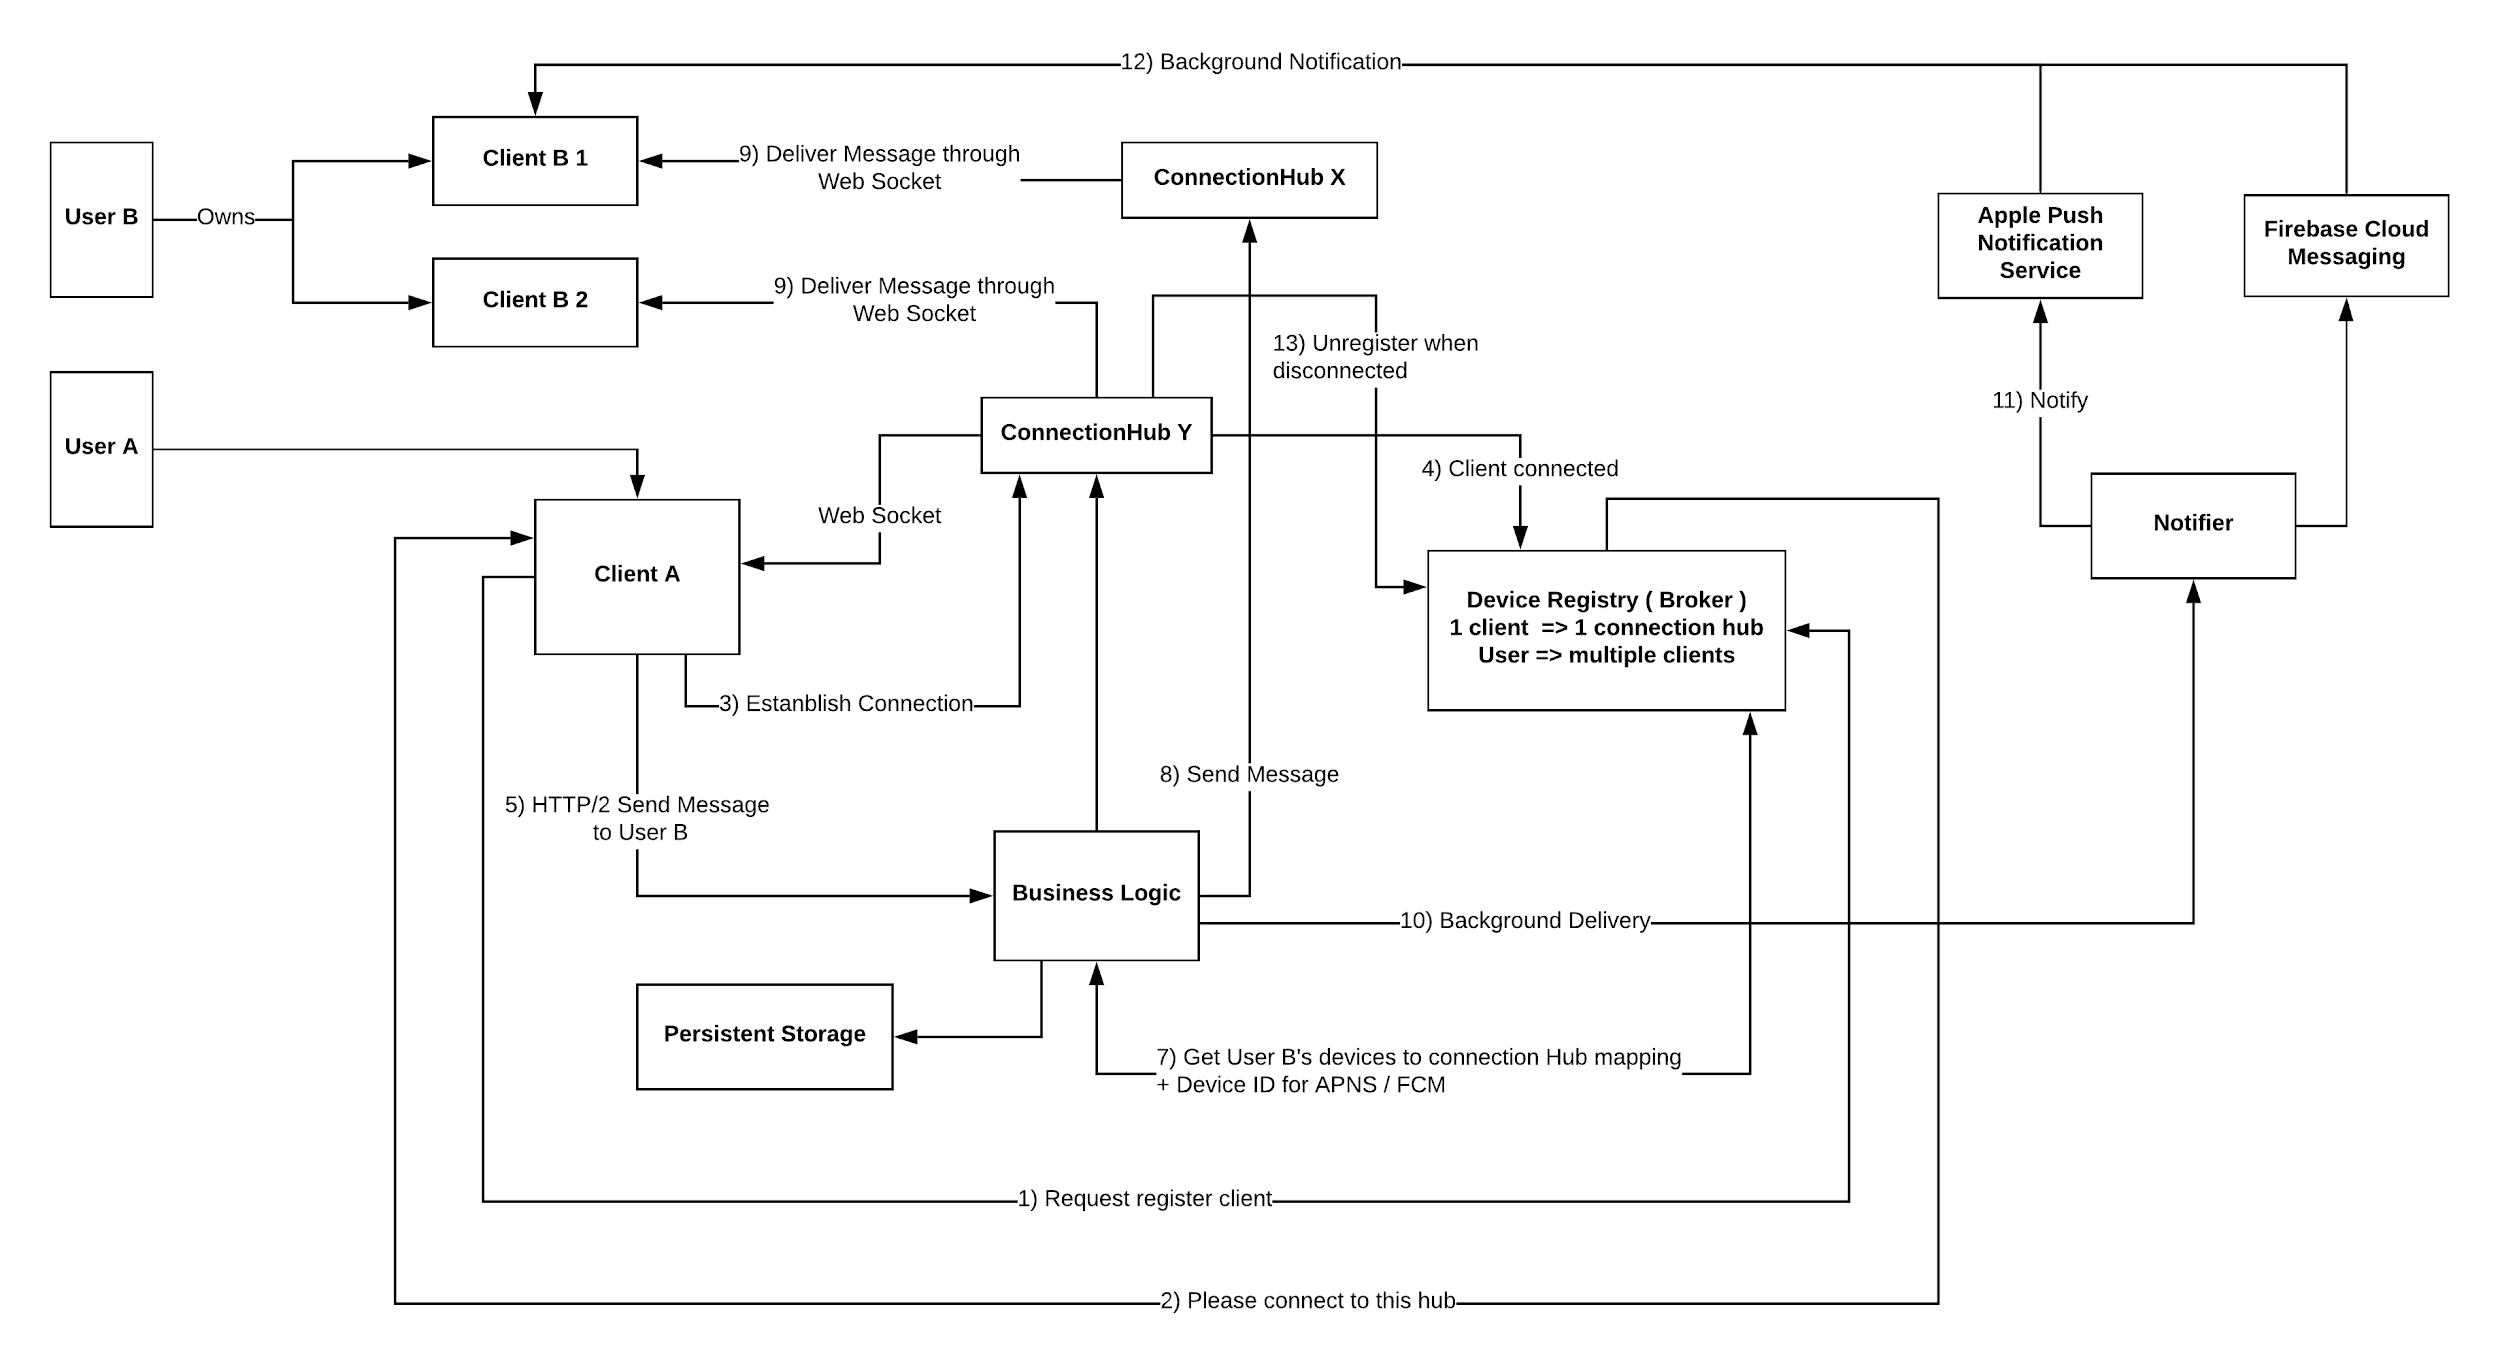 12) Background Notification
Client B 1
9) Deliver Message through
Web Socket
ConnectionHub X
User B
Owns
Apple Push
Notification
Service
Firebase Cloud
Messaging
Client B 2
9) Deliver Message through
Web Socket
13) Unregister when
disconnected
11) Notify
User A
ConnectionHub Y
4) Client connected
Web Socket
Notifier
Client A
Device Registry ( Broker )
1 client => 1 connection hub
User => multiple clients
3) Estanblish Connection
8) Send Message
5) HTTP/2 Send Message
to User B
Business Logic
10) Background Delivery
Persistent Storage
7) Get User B's devices to connection Hub mapping
+ Device ID for APNS / FCM
1) Request register client
2) Please connect to this hub